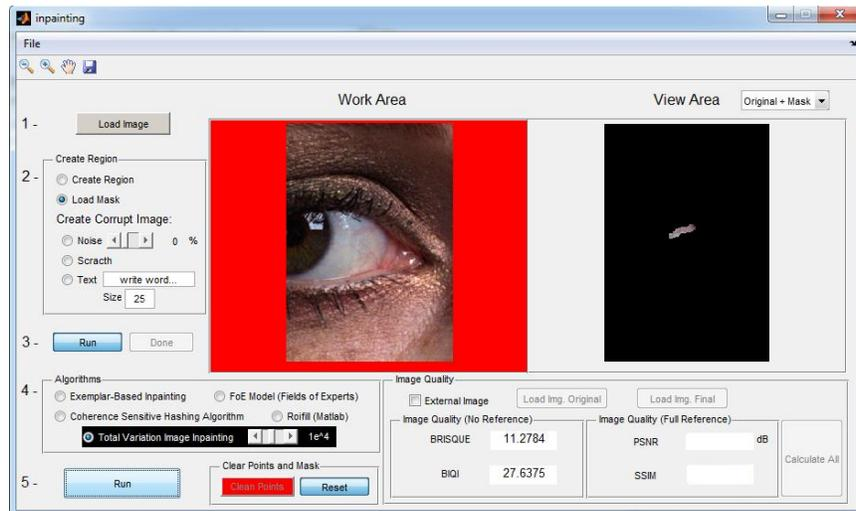 inpainting
File
Work Area
View Area
Original + Mask
1 -
Load Image
Create Region
2 -
Create Region
Load Mask
Create Corrupt Image:
Noise
0 %
Scracth
Text write word...
Size 25
3 -
Run Done
4 -
Algorithms
Exemplar-Based Inpainting FoE Model (Fields of Experts)
Coherence Sensitive Hashing Algorithm Roifill (Matlab)
Total Variation Image Inpainting 1e^4
5 -
Run
Clear Points and Mask
Clean Points Reset
Image Quality
External Image Load Img. Original Load Img. Final
Image Quality (No Reference)
BRISQUE 11.2784
BIQI 27.6375
Image Quality (Full Reference)
PSNR dB
SSIM
Calculate All